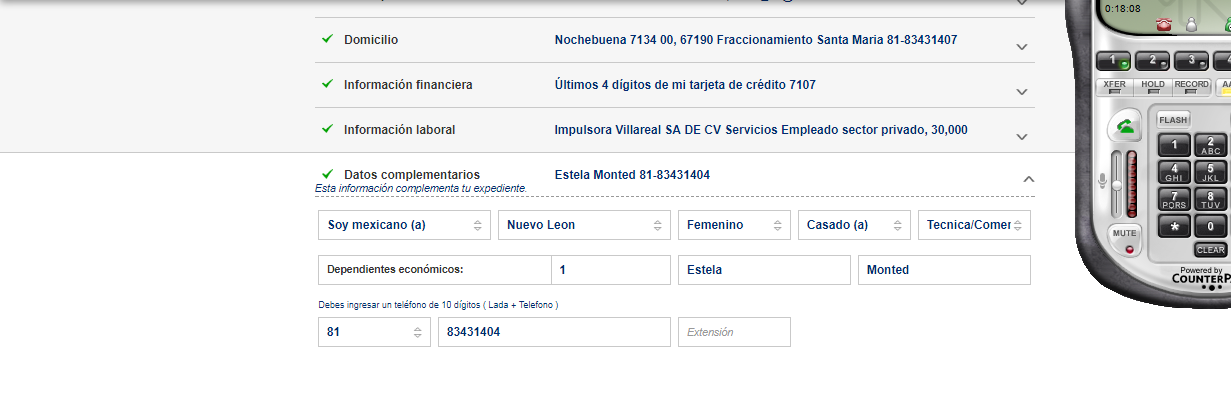 0:18:08
Domicilio Nochebuena 7134 00, 67190 Fraccionamiento Santa Maria 81-83431407
Información financiera Últimos 4 dígitos de mi tarjeta de crédito 7107
Información laboral Impulsora Villareal SA DE CV Servicios Empleado sector privado, 30,000
Datos complementarios Estela Monted 81-83431404
Esta información complementa tu expediente.
Soy mexicano (a) Nuevo Leon Femenino Casado (a) Tecnica/Comer
Dependientes económicos: 1 Estela Monted
Debes ingresar un teléfono de 10 dígitos ( Lada + Telefono )
81 83431404 Extensión
1 2 3 4
XFER HOLD RECORD AA
FLASH
1 2 ABC
4 GHI 5 JKL
7 PQRS 8 TUV
* 0
MUTE
CLEAR
Powered by
COUNTERP